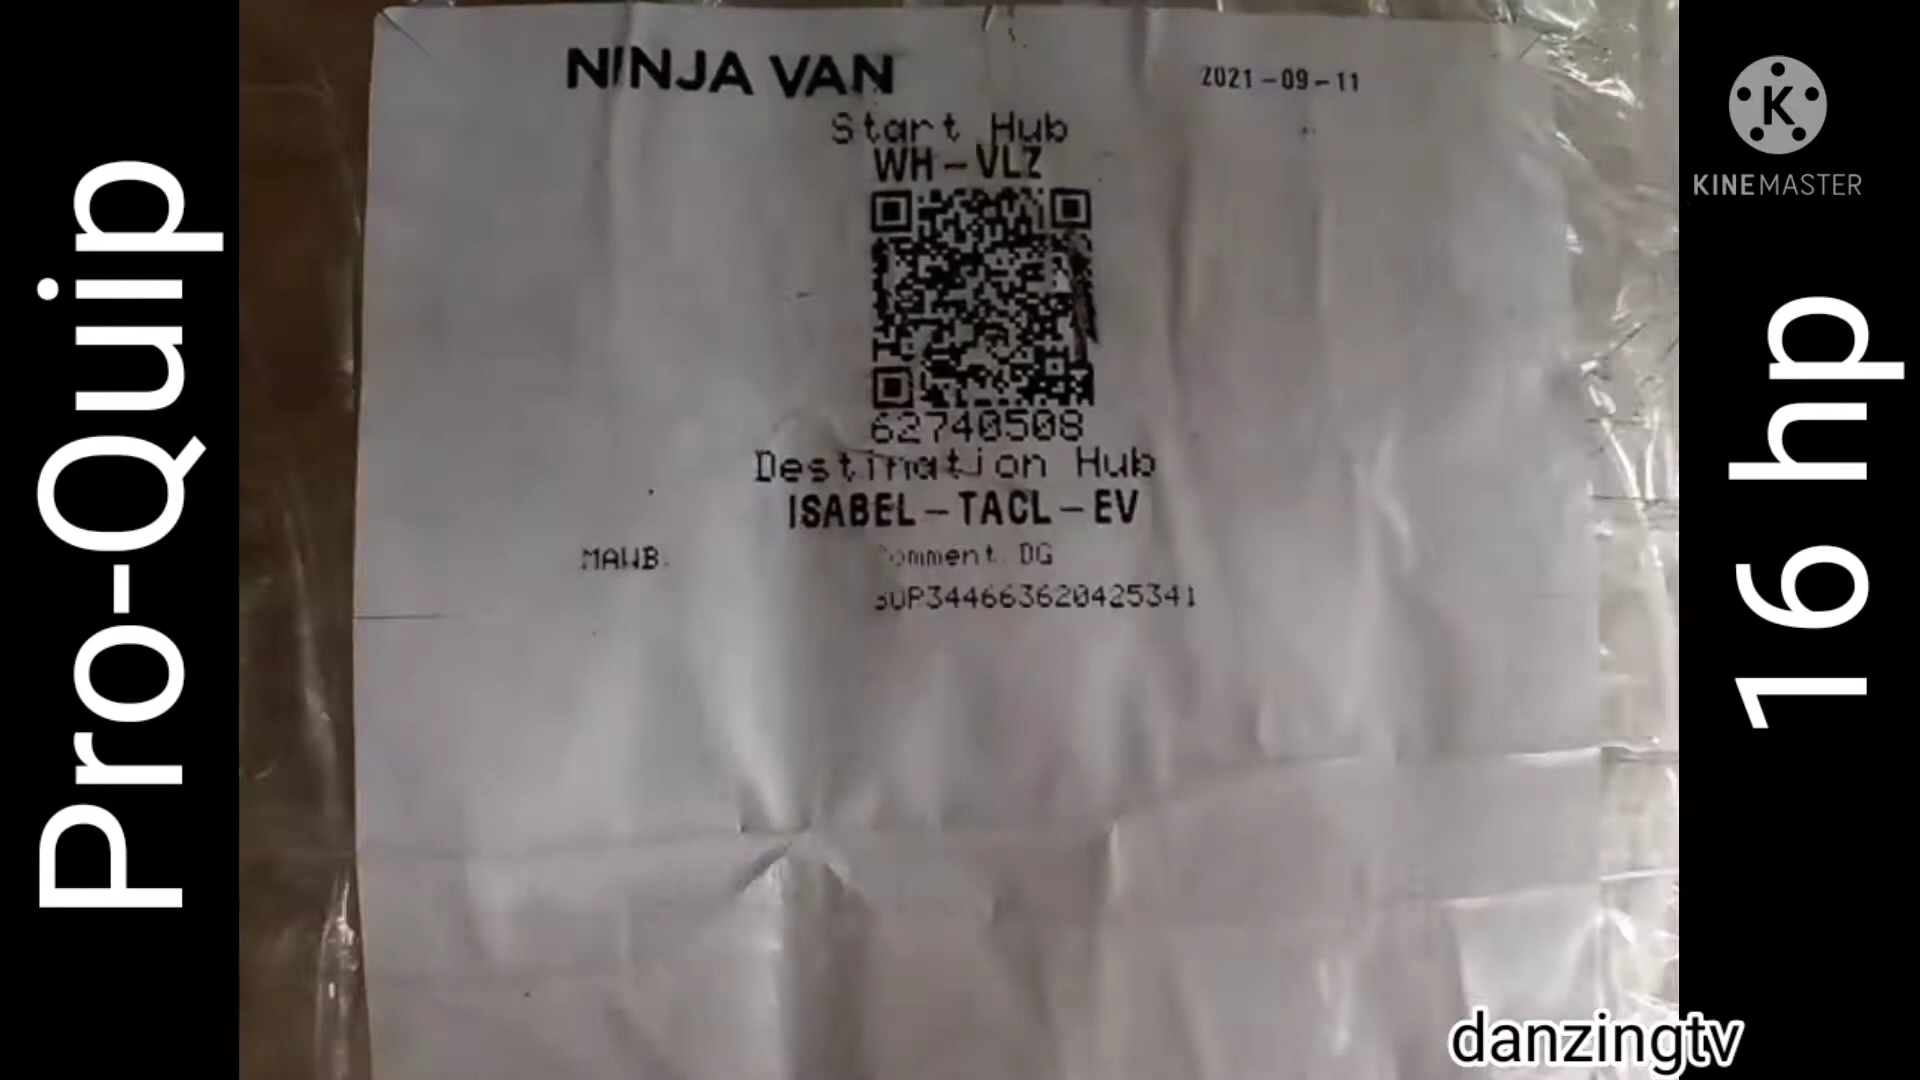 Pro-Quip
NINJA VAN
2021-09-11
Start Hub
WH-VLZ
62740508
Destination Hub
ISABEL-TACL-EV
MAWB.
Comment. DG
344663620425341
KINEMASTER
16 hp
danzingtv